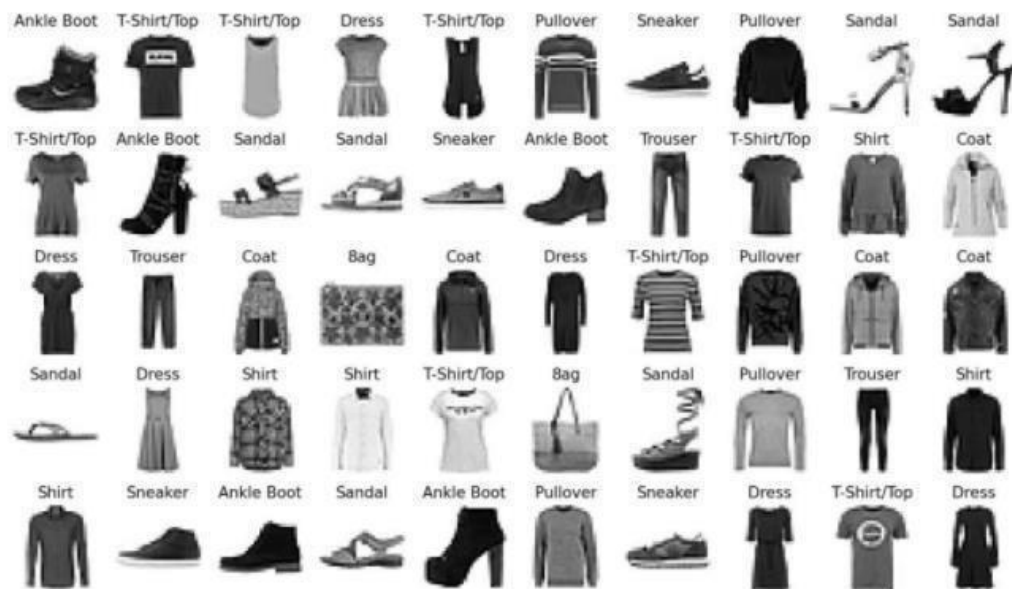 Ankle Boot T-Shirt/Top T-Shirt/Top Dress T-Shirt/Top Pullover Sneaker Pullover Sandal Sandal
T-Shirt/Top Ankle Boot Sandal Sandal Sneaker Ankle Boot Trouser T-Shirt/Top Shirt Coat
Dress Trouser Coat Bag Coat Dress T-Shirt/Top Pullover Coat Coat
Sandal Dress Shirt Shirt T-Shirt/Top Bag Sandal Pullover Trouser Shirt
Shirt Sneaker Ankle Boot Sandal Ankle Boot Pullover Sneaker Dress T-Shirt/Top Dress